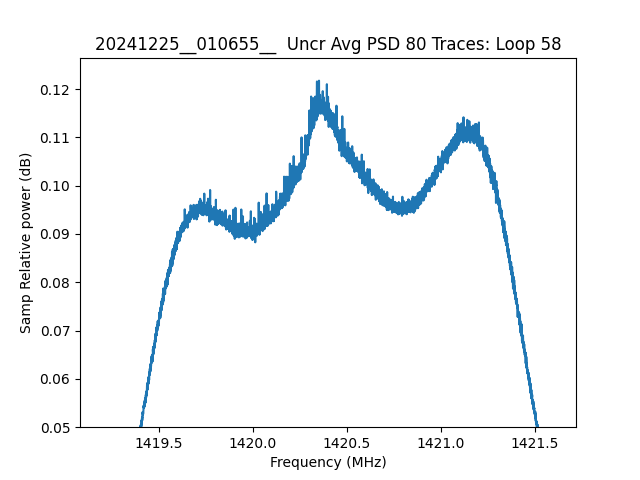 20241225__010655__  Uncr Avg PSD 80 Traces: Loop 58
Samp Relative power (dB)
0.12
0.11
0.10
0.09
0.08
0.07
0.06
0.05
1419.5 1420.0 1420.5 1421.0 1421.5
Frequency (MHz)